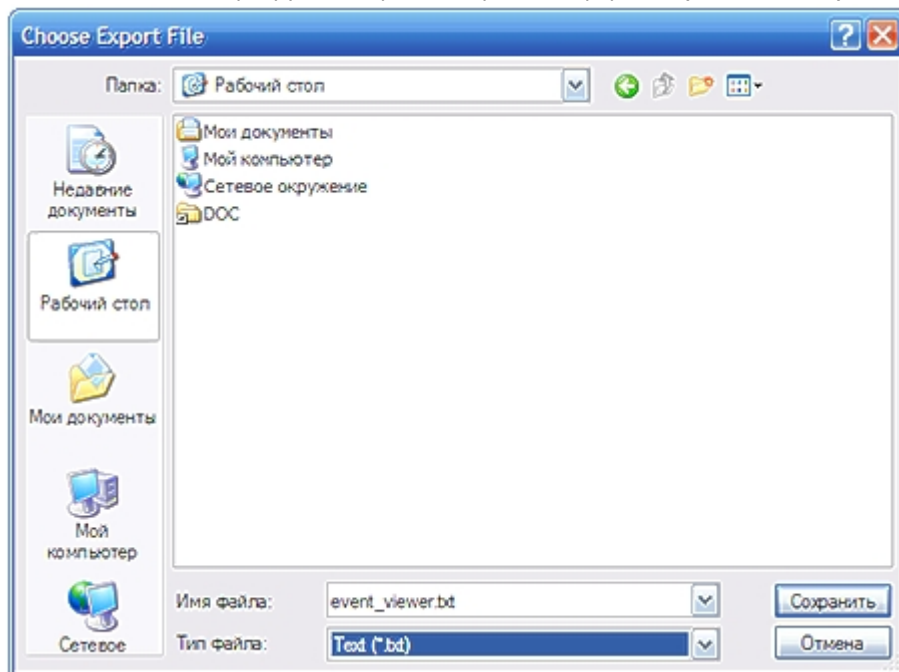 Choose Export File
Папка:
Рабочий стол
Мои документы
Мой компьютер
Сетевое окружение
DOC
Недавние
документы
Рабочий стол
Мои документы
Мой
компьютер
Сетевое
Имя файла:
event_viewer.txt
Сохранить
Тип файла:
Text (*.txt)
Отмена